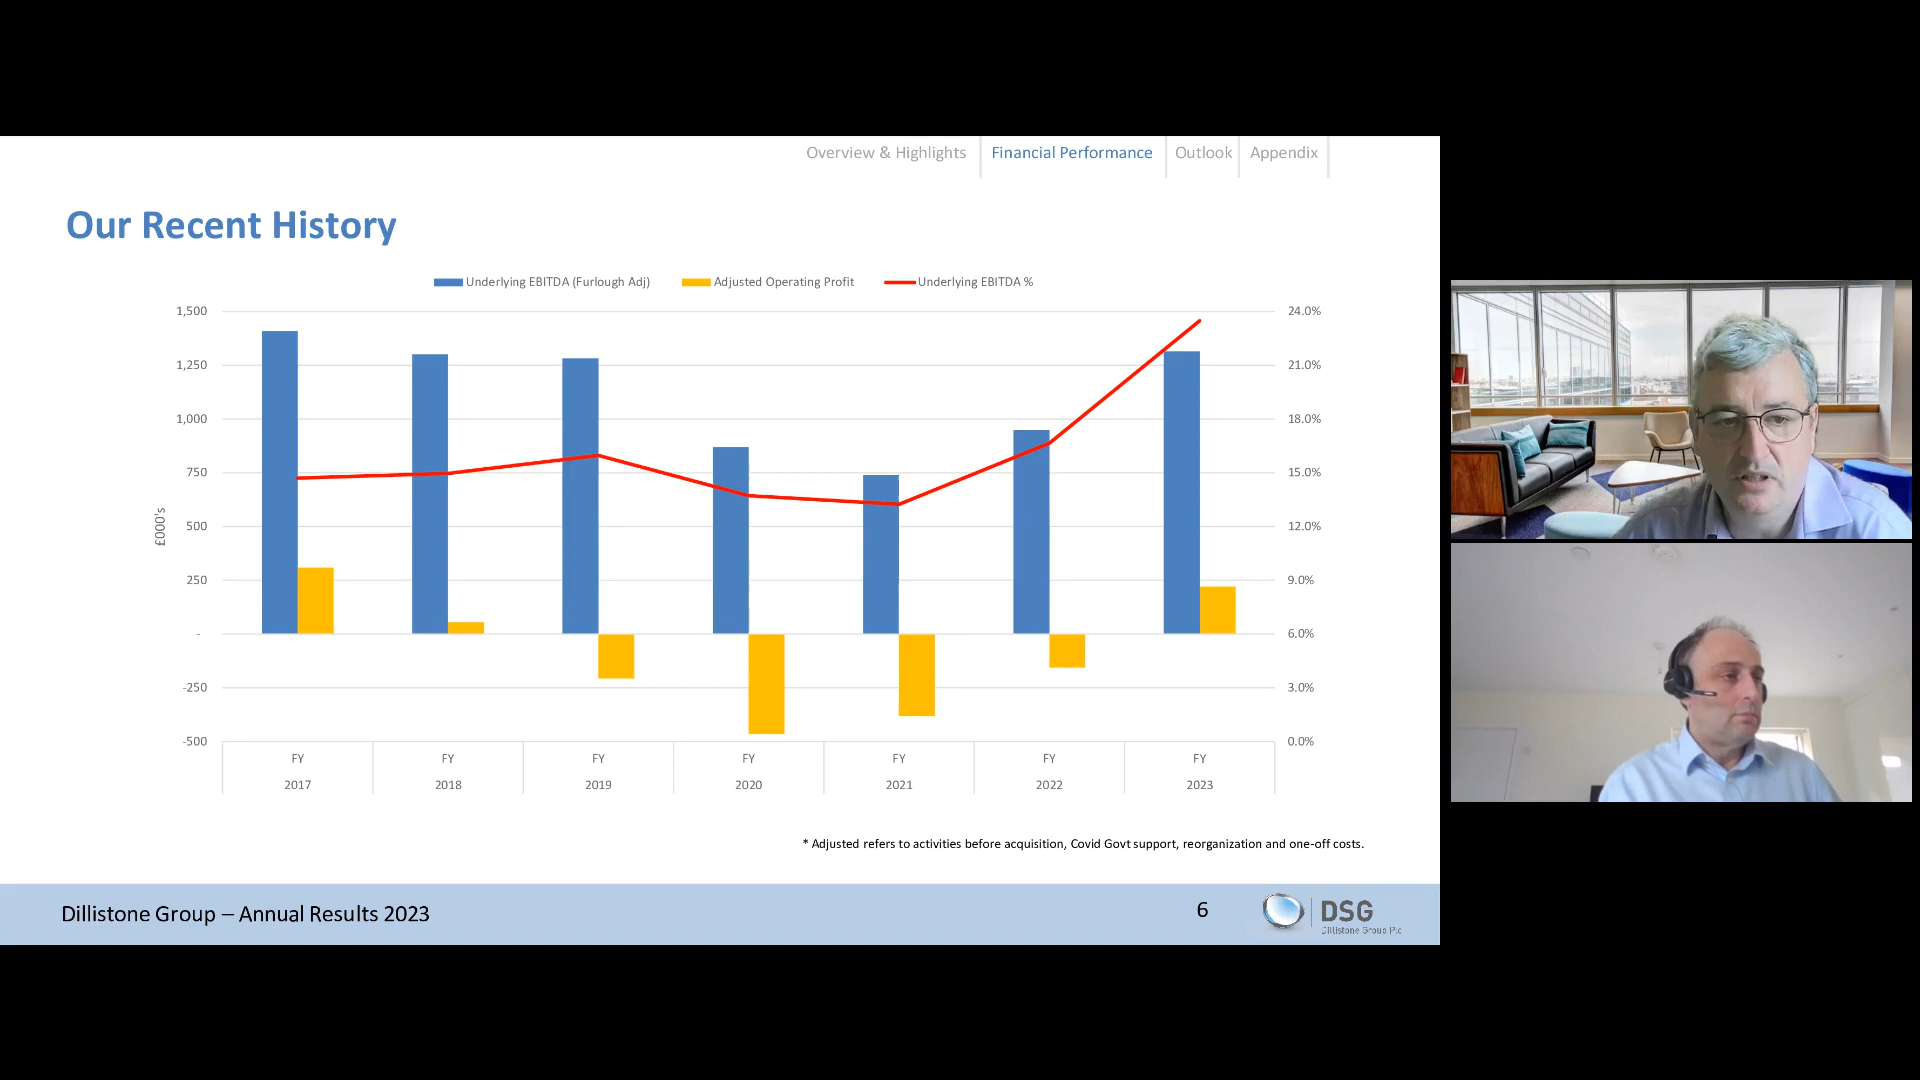 Overview & Highlights Financial Performance Outlook Appendix
Our Recent History
Underlying EBITDA (Furlough Adj) Adjusted Operating Profit Underlying EBITDA %
1,500 24.0%
1,250 21.0%
1,000 18.0%
750 15.0%
£000's
500 12.0%
250 9.0%
- 6.0%
-250 3.0%
-500 0.0%
FY FY FY FY FY FY FY
2017 2018 2019 2020 2021 2022 2023
* Adjusted refers to activities before acquisition, Covid Govt support, reorganization and one-off costs.
Dillistone Group – Annual Results 2023 6 DSG
Dillistone Group Plc